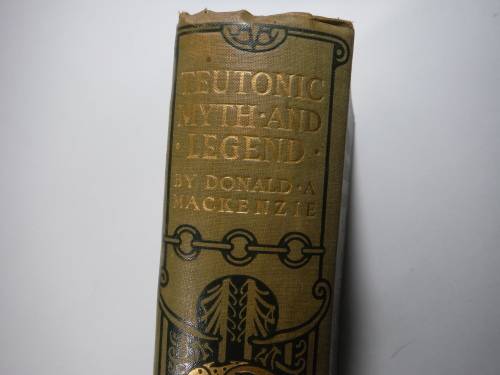 TEUTONIC
MYTH·AND
·LEGEND·
BY DONALD·A
MACKENZIE